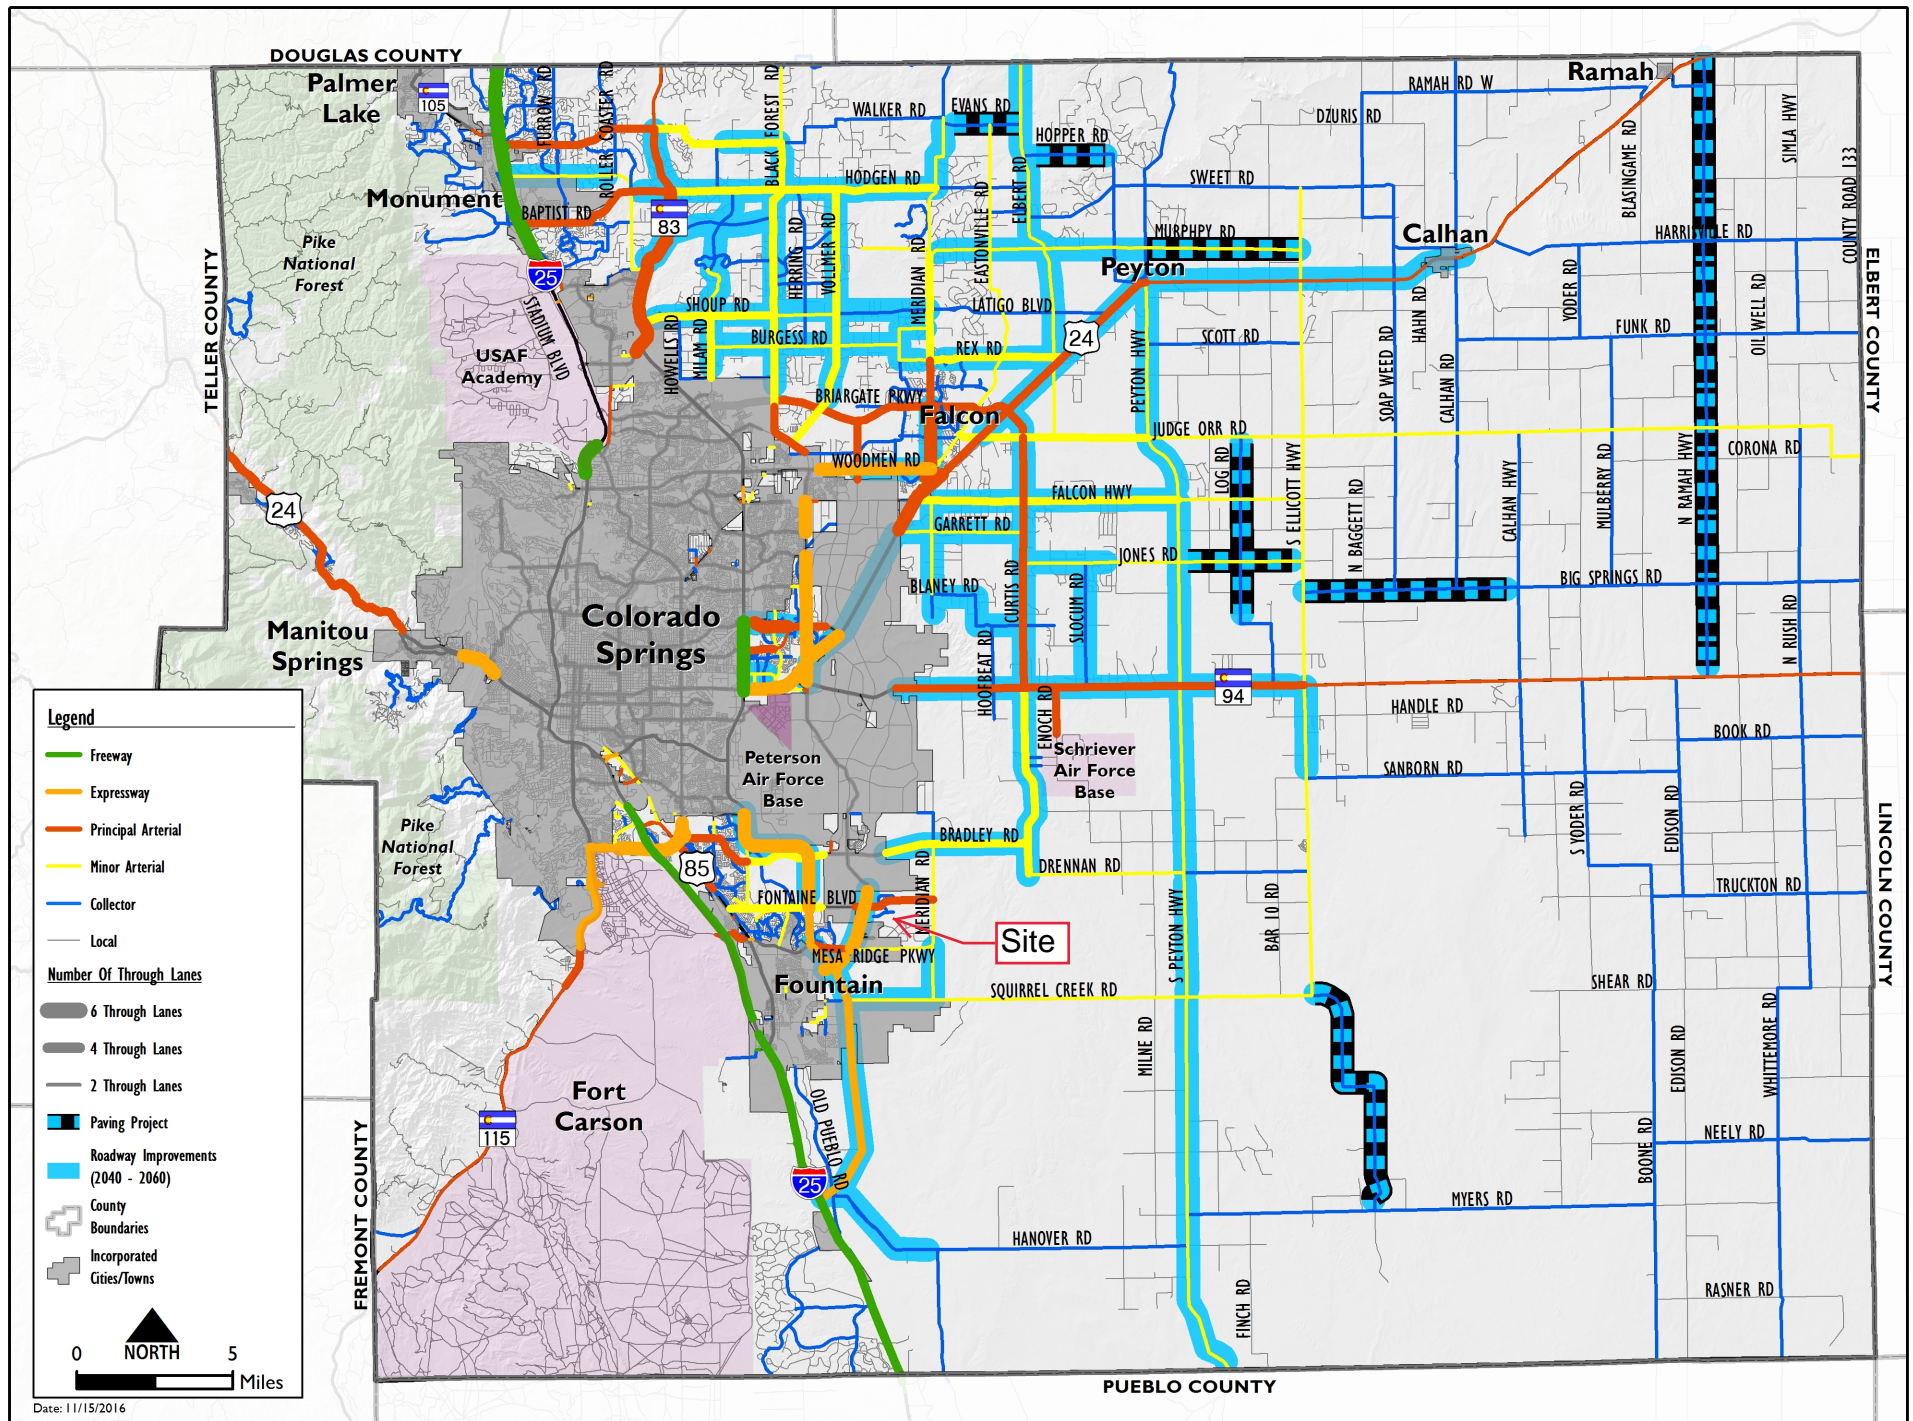 DOUGLAS COUNTY
Palmer
Lake
105
FURROW RD
ROLLER COASTER RD
BLACK FOREST RD
WALKER RD
EVANS RD
HOPPER RD
DZURIS RD
RAMAH RD W
Ramah
BLASINGAME RD
SIMLA HWY
COUNTY ROAD 133
Monument
BAPTIST RD
83
HODGEN RD
SWEET RD
ELBERT RD
EASTONVILLE RD
HERRING RD
VOLLMER RD
MERIDIAN RD
MURPHPY RD
Peyton
Calhan
HARRISVILLE RD
Pike
National
Forest
25
STADIUM BLVD
TELLER COUNTY
ELBERT COUNTY
USAF
Academy
SHOUP RD
LATIGO BLVD
BURGESS RD
REX RD
24
SCOTT RD
HOWELLS RD
MILAM RD
PEYTON HWY
SOAP WEED RD
HAHN RD
CALHAN RD
YODER RD
FUNK RD
OIL WELL RD
BRIARGATE PKWY
Falcon
JUDGE ORR RD
WOODMEN RD
CORONA RD
LOG RD
S ELLICOTT HWY
N BAGGETT RD
CALHAN HWY
MULBERRY RD
N RAMAH HWY
FALCON HWY
24
GARRETT RD
JONES RD
BLANEY RD
CURTIS RD
SLOCUM RD
BIG SPRINGS RD
Colorado
Springs
Manitou
Springs
HOOFBEAT RD
N RUSH RD
94
ENOCH RD
HANDLE RD
BOOK RD
Schriever
Air Force
Base
Peterson
Air Force
Base
SANBORN RD
S YODER RD
EDISON RD
LINCOLN COUNTY
Pike
National
Forest
BRADLEY RD
DRENNAN RD
85
FONTAINE BLVD
MERIDIAN RD
TRUCKTON RD
Site
S PEYTON HWY
BAR 10 RD
MESA RIDGE PKWY
Fountain
SQUIRREL CREEK RD
SHEAR RD
MILNE RD
EDISON RD
WHITTEMORE RD
Fort
Carson
115
OLD PUEBLO RD
25
BOONE RD
NEELY RD
MYERS RD
HANOVER RD
FINCH RD
RASNER RD
FREMONT COUNTY
PUEBLO COUNTY
Legend
Freeway
Expressway
Principal Arterial
Minor Arterial
Collector
Local
Number Of Through Lanes
6 Through Lanes
4 Through Lanes
2 Through Lanes
Paving Project
Roadway Improvements
(2040 - 2060)
County
Boundaries
Incorporated
Cities/Towns
NORTH
0 5
Miles
Date: 11/15/2016